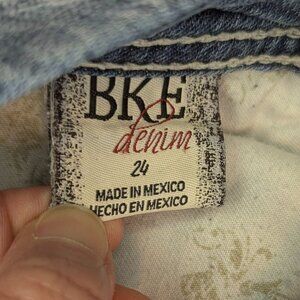 BKE
denim
24
MADE IN MEXICO
HECHO EN MEXICO